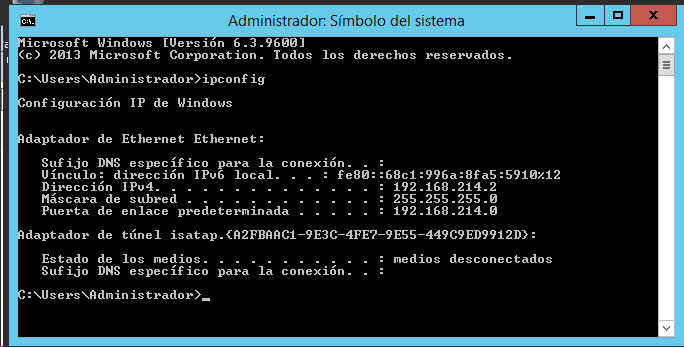 Administrador: Símbolo del sistema
Microsoft Windows [Versión 6.3.9600]
(c) 2013 Microsoft Corporation. Todos los derechos reservados.
C:\Users\Administrador>ipconfig
Configuración IP de Windows
Adaptador de Ethernet Ethernet:
Sufijo DNS específico para la conexión. . :
Vínculo: dirección IPv6 local. . . : fe80::68c1:996a:8fa5:5910%12
Dirección IPv4. . . . . . . . . . . . . . : 192.168.214.2
Máscara de subred . . . . . . . . . . . . : 255.255.255.0
Puerta de enlace predeterminada . . . . . : 192.168.214.0
Adaptador de túnel isatap.{A2FBAAC1-9E3C-4FE7-9E55-449C9ED9912D}:
Estado de los medios. . . . . . . . . . . : medios desconectados
Sufijo DNS específico para la conexión. . :
C:\Users\Administrador>_